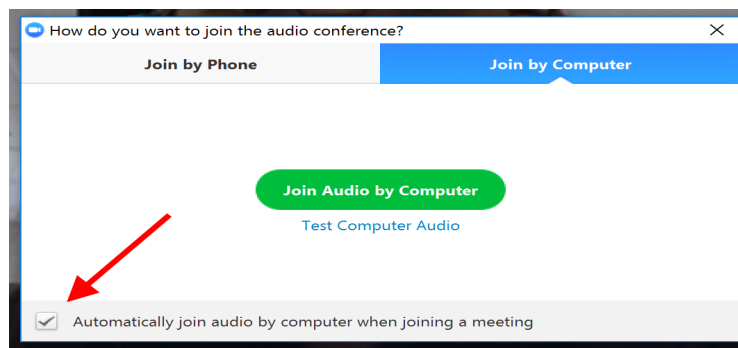 How do you want to join the audio conference?
Join by Phone
Join by Computer
Join Audio by Computer
Test Computer Audio
Automatically join audio by computer when joining a meeting